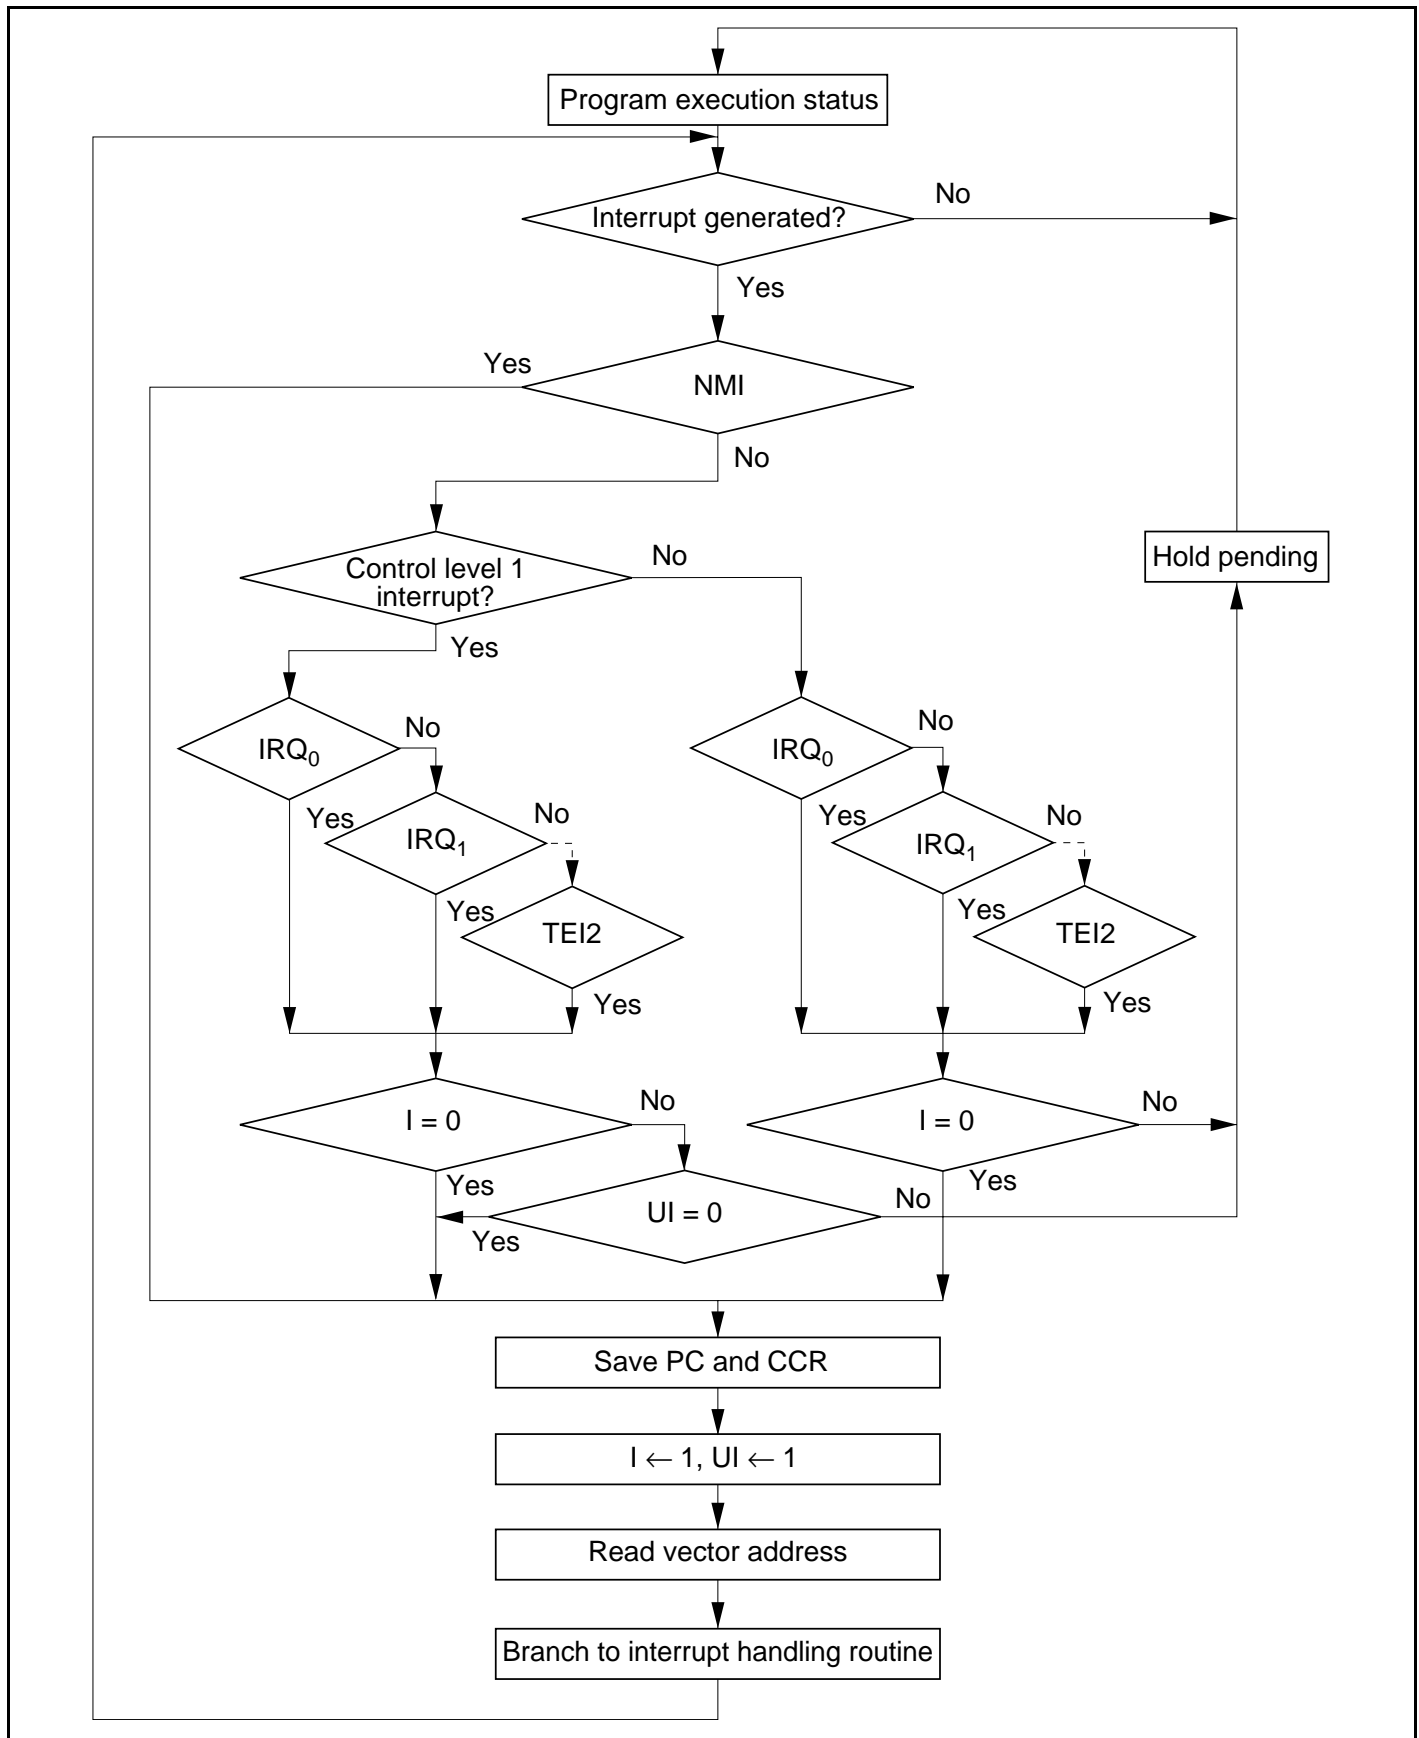 Program execution status
Interrupt generated?
No
Yes
Yes
NMI
No
Control level 1
interrupt?
No
Hold pending
Yes
IRQ0
No
IRQ0
No
Yes
IRQ1
No
Yes
IRQ1
No
Yes
TEI2
Yes
TEI2
Yes
Yes
I = 0
No
I = 0
No
Yes
Yes
UI = 0
No
Yes
Save PC and CCR
I ← 1, UI ← 1
Read vector address
Branch to interrupt handling routine